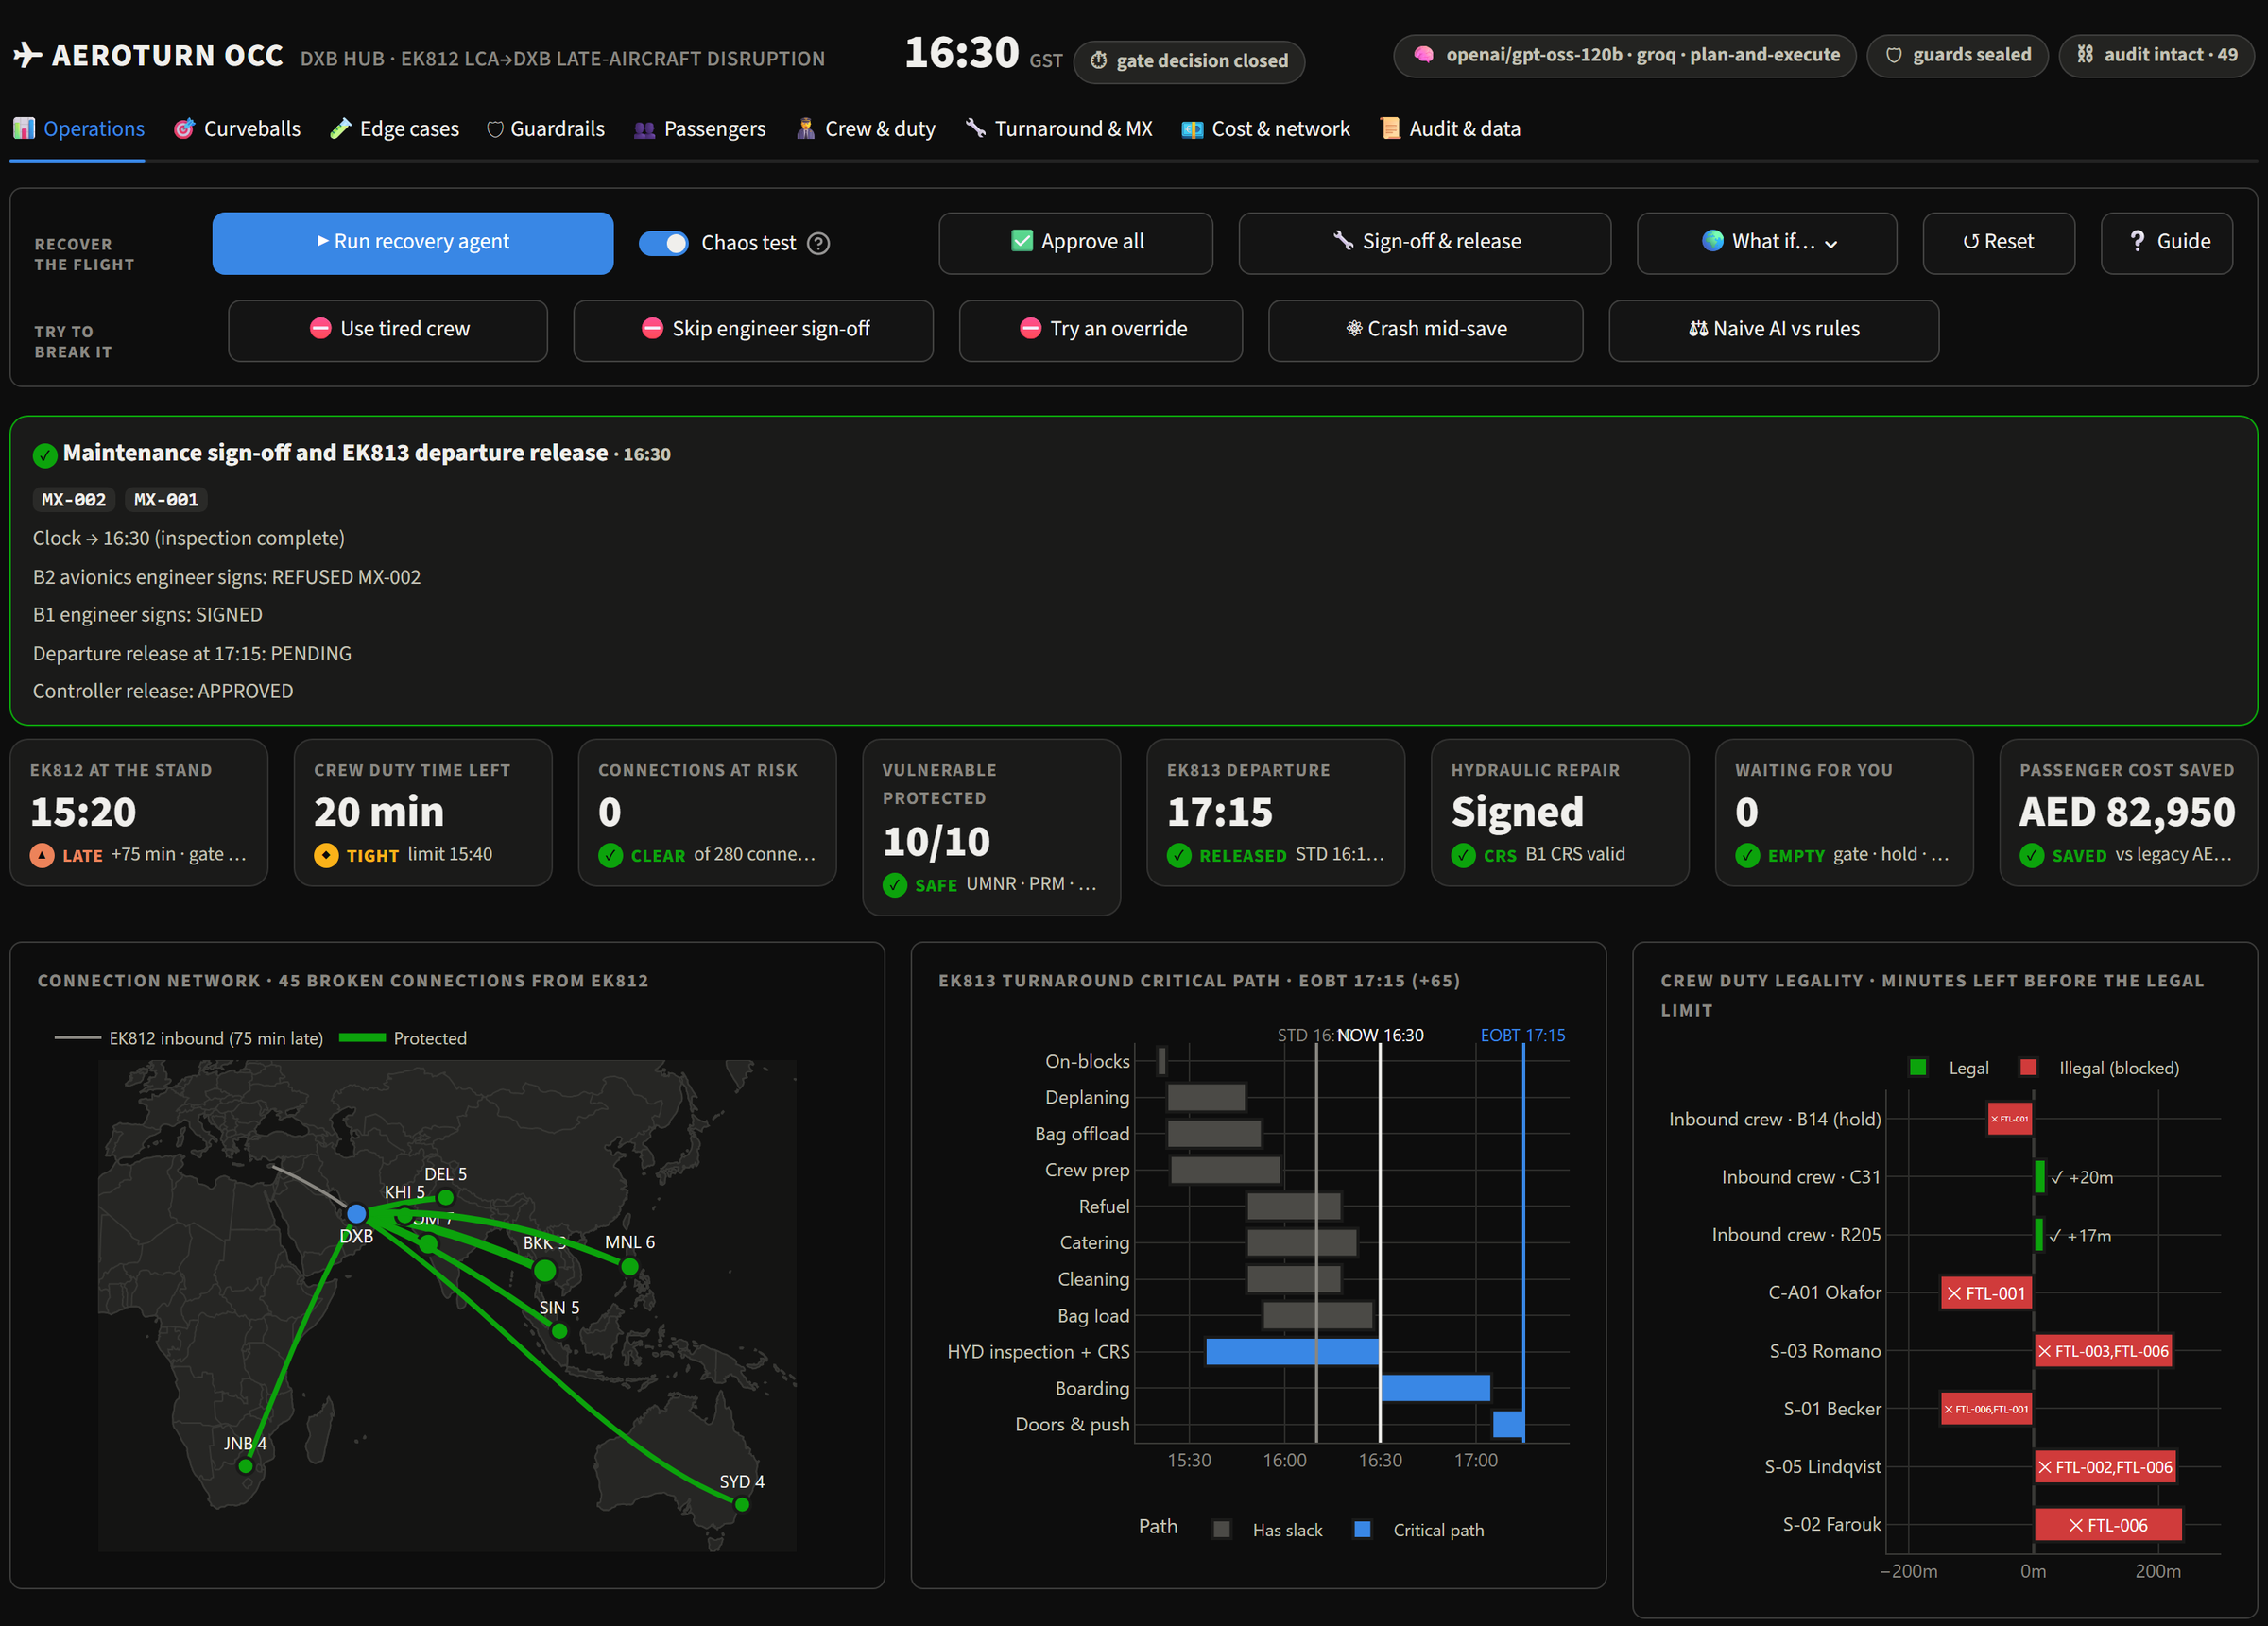 AEROTURN OCC DXB HUB · EK812 LCA→DXB LATE-AIRCRAFT DISRUPTION
16:30 GST gate decision closed
openai/gpt-oss-120b · groq · plan-and-execute
guards sealed
audit intact · 49
Operations Curveballs Edge cases Guardrails Passengers Crew & duty Turnaround & MX Cost & network Audit & data
RECOVER
THE FLIGHT
Run recovery agent
Chaos test ?
Approve all
Sign-off & release
What if…
Reset
? Guide
TRY TO
BREAK IT
Use tired crew
Skip engineer sign-off
Try an override
Crash mid-save
Naive AI vs rules
Maintenance sign-off and EK813 departure release · 16:30
MX-002 MX-001
Clock → 16:30 (inspection complete)
B2 avionics engineer signs: REFUSED MX-002
B1 engineer signs: SIGNED
Departure release at 17:15: PENDING
Controller release: APPROVED
EK812 AT THE STAND
15:20
LATE +75 min · gate …
CREW DUTY TIME LEFT
20 min
TIGHT limit 15:40
CONNECTIONS AT RISK
0
CLEAR of 280 conne…
VULNERABLE
PROTECTED
10/10
SAFE UMNR · PRM · …
EK813 DEPARTURE
17:15
RELEASED STD 16:1…
HYDRAULIC REPAIR
Signed
CRS B1 CRS valid
WAITING FOR YOU
0
EMPTY gate · hold · …
PASSENGER COST SAVED
AED 82,950
SAVED vs legacy AE…
CONNECTION NETWORK · 45 BROKEN CONNECTIONS FROM EK812
EK812 inbound (75 min late) Protected
DEL 5
KHI 5
DXB
MNL 6
SIN 5
JNB 4
SYD 4
EK813 TURNAROUND CRITICAL PATH · EOBT 17:15 (+65)
STD NOW 16:30 EOBT 17:15
On-blocks
Deplaning
Bag offload
Crew prep
Refuel
Catering
Cleaning
Bag load
HYD inspection + CRS
Boarding
Doors & push
15:30 16:00 16:30 17:00
Path Has slack Critical path
CREW DUTY LEGALITY · MINUTES LEFT BEFORE THE LEGAL
LIMIT
Legal Illegal (blocked)
Inbound crew · B14 (hold) ✕ FTL-001
Inbound crew · C31 ✓ +20m
Inbound crew · R205 ✓ +17m
C-A01 Okafor ✕ FTL-001
S-03 Romano ✕ FTL-003,FTL-006
S-01 Becker ✕ FTL-006,FTL-001
S-05 Lindqvist ✕ FTL-002,FTL-006
S-02 Farouk ✕ FTL-006
−200m 0m 200m